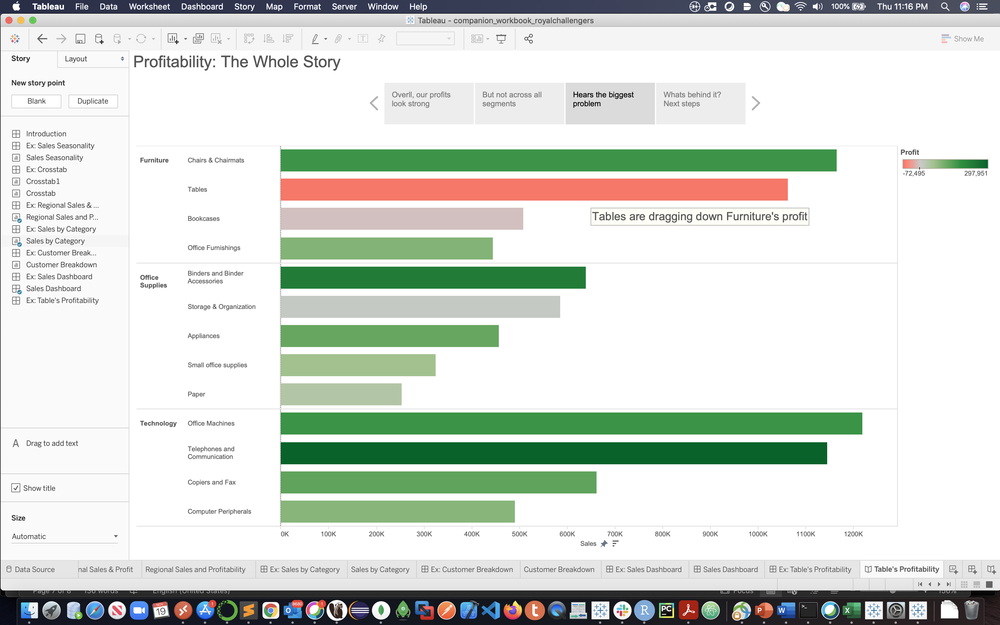 Tableau File Data Worksheet Dashboard Story Map Format Server Window Help 100% Thu 11:16 PM
Tableau - companion_workbook_royalchallengers
Show Me
Story Layout
Profitability: The Whole Story
New story point
Blank Duplicate
Overll, our profits
look strong
But not across all
segments
Hears the biggest
problem
Whats behind it?
Next steps
Introduction
Ex: Sales Seasonality
Sales Seasonality
Ex: Crosstab
Crosstab1
Crosstab
Ex: Regional Sales & ...
Regional Sales and P...
Ex: Sales by Category
Sales by Category
Ex: Customer Break...
Customer Breakdown
Ex: Sales Dashboard
Sales Dashboard
Ex: Table's Profitability
A Drag to add text
Show title
Size
Automatic
Furniture Chairs & Chairmats
Tables
Bookcases
Office Furnishings
Tables are dragging down Furniture's profit
Office
Supplies
Binders and Binder
Accessories
Storage & Organization
Appliances
Small office supplies
Paper
Technology Office Machines
Telephones and
Communication
Copiers and Fax
Computer Peripherals
0K 100K 200K 300K 400K 500K 600K 700K 800K 900K 1000K 1100K 1200K
Sales
Profit
-72,495 297,951
Data Source nal Sales & Profit Regional Sales and Profitability Ex: Sales by Category Sales by Category Ex: Customer Breakdown Customer Breakdown Ex: Sales Dashboard Sales Dashboard Ex: Table's Profitability Table's Profitability
Page 7 of 8 136 words English (United States) Focus 156%
NOV
19
1
8680
1
t
R
PC
P
W
X